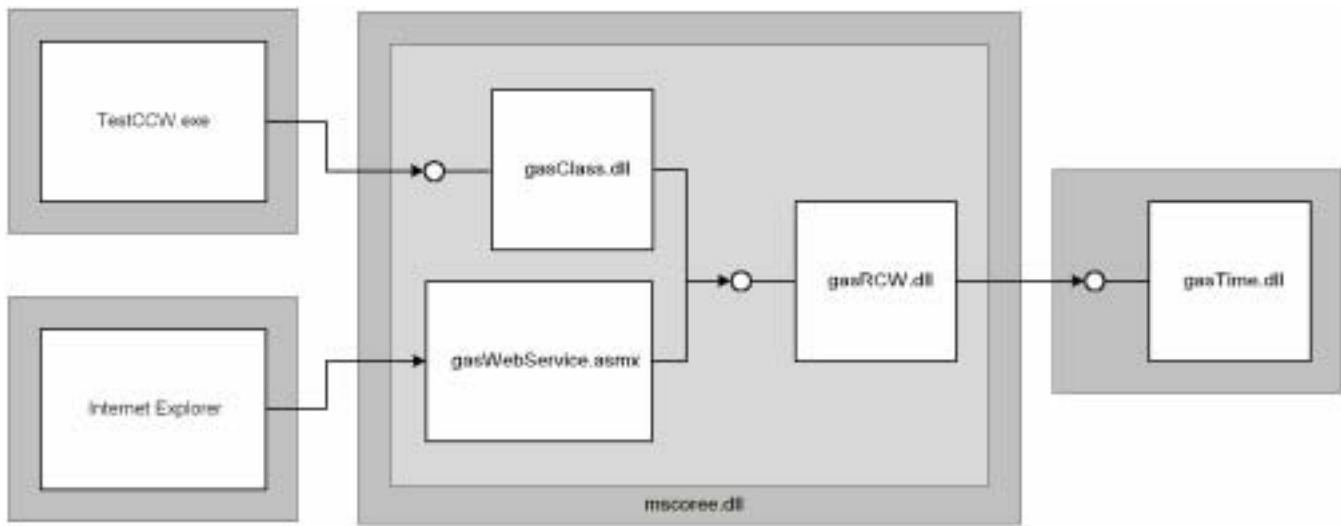 TestCCW.exe
gasClass.dll
gasRCW.dll
gasTime.dll
gasWebService.asmx
Internet Explorer
mscoree.dll